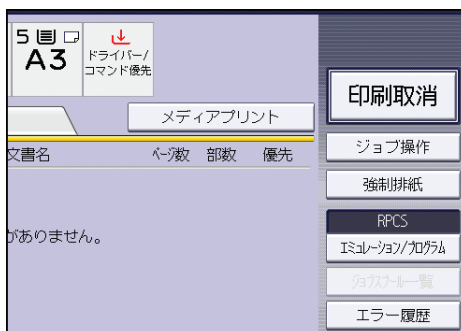 5
A3
ドライバー/
コマンド優先
印刷取消
メディアプリント
ジョブ操作
文書名 ページ数 部数 優先
強制排紙
RPCS
がありません。
エミュレーション/プログラム
ジョブスプール一覧
エラー履歴